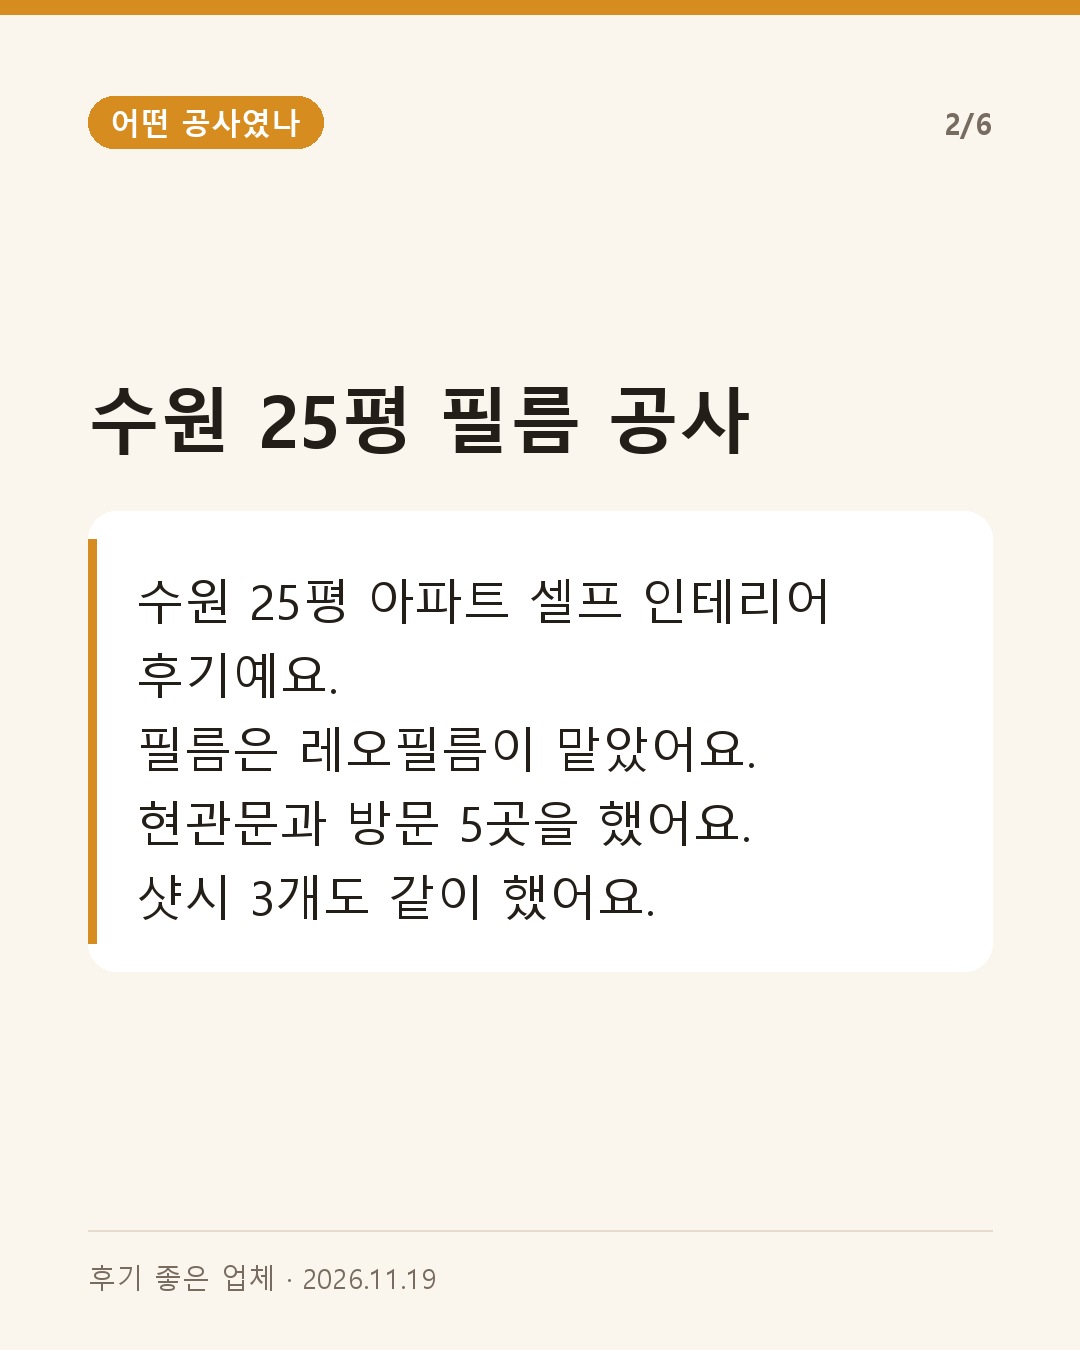 어떤 공사였나
2/6
수원 25평 필름 공사
수원 25평 아파트 셀프 인테리어
후기예요.
필름은 레오필름이 맡았어요.
현관문과 방문 5곳을 했어요.
샷시 3개도 같이 했어요.
후기 좋은 업체 · 2026.11.19